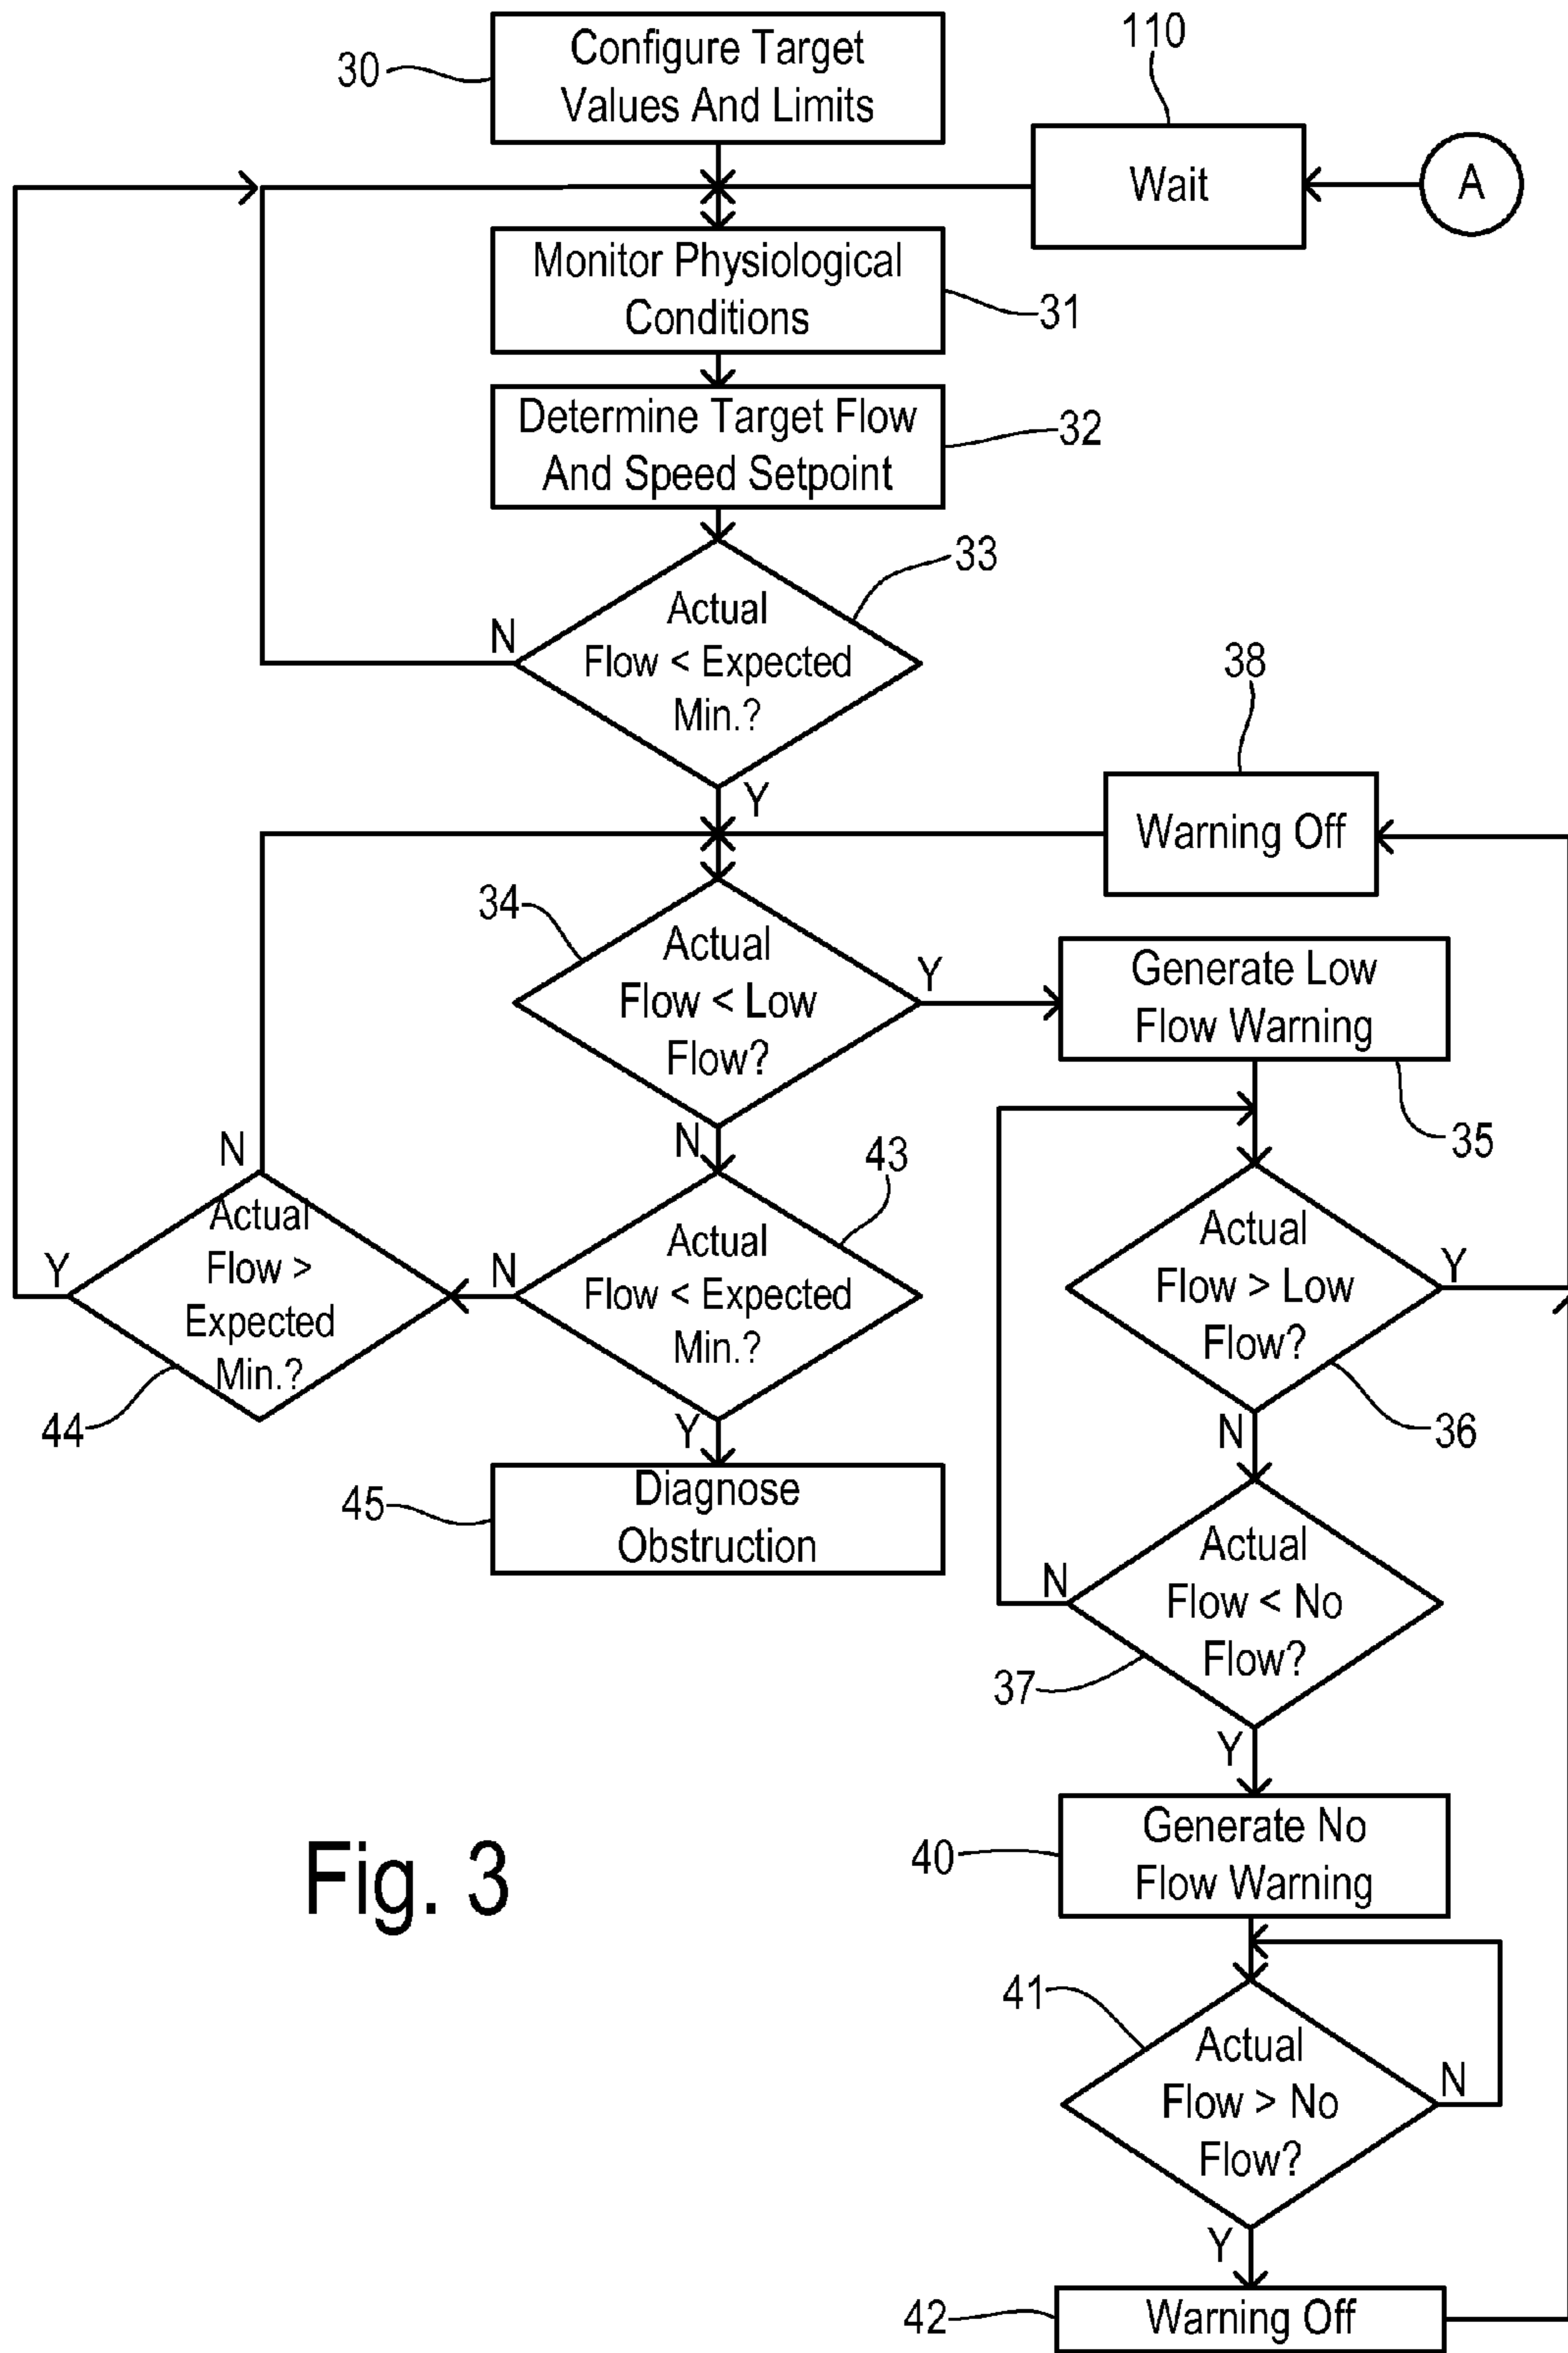 Configure Target
Values And Limits
30
110
Wait
A
Monitor Physiological
Conditions
31
Determine Target Flow
And Speed Setpoint
32
33
Actual
Flow < Expected
Min.?
N
Y
38
Warning Off
34
Actual
Flow < Low
Flow?
Y
N
Generate Low
Flow Warning
35
43
Actual
Flow < Expected
Min.?
N
Y
N
Actual
Flow >
Expected
Min.?
Y
44
Actual
Flow > Low
Flow?
Y
N
36
45
Diagnose
Obstruction
Actual
Flow < No
Flow?
N
37
Y
40
Generate No
Flow Warning
41
Actual
Flow > No
Flow?
N
Y
42
Warning Off
Fig. 3